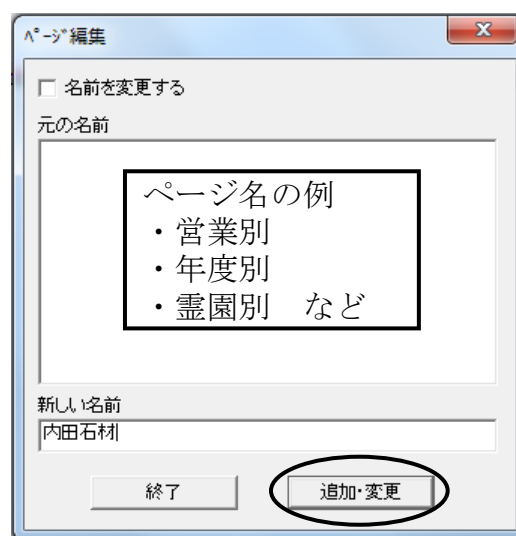 ﾍﾟｰｼﾞ編集
名前を変更する
元の名前
ページ名の例
・営業別
・年度別
・霊園別　など
新しい名前
内田石材
終了
追加･変更